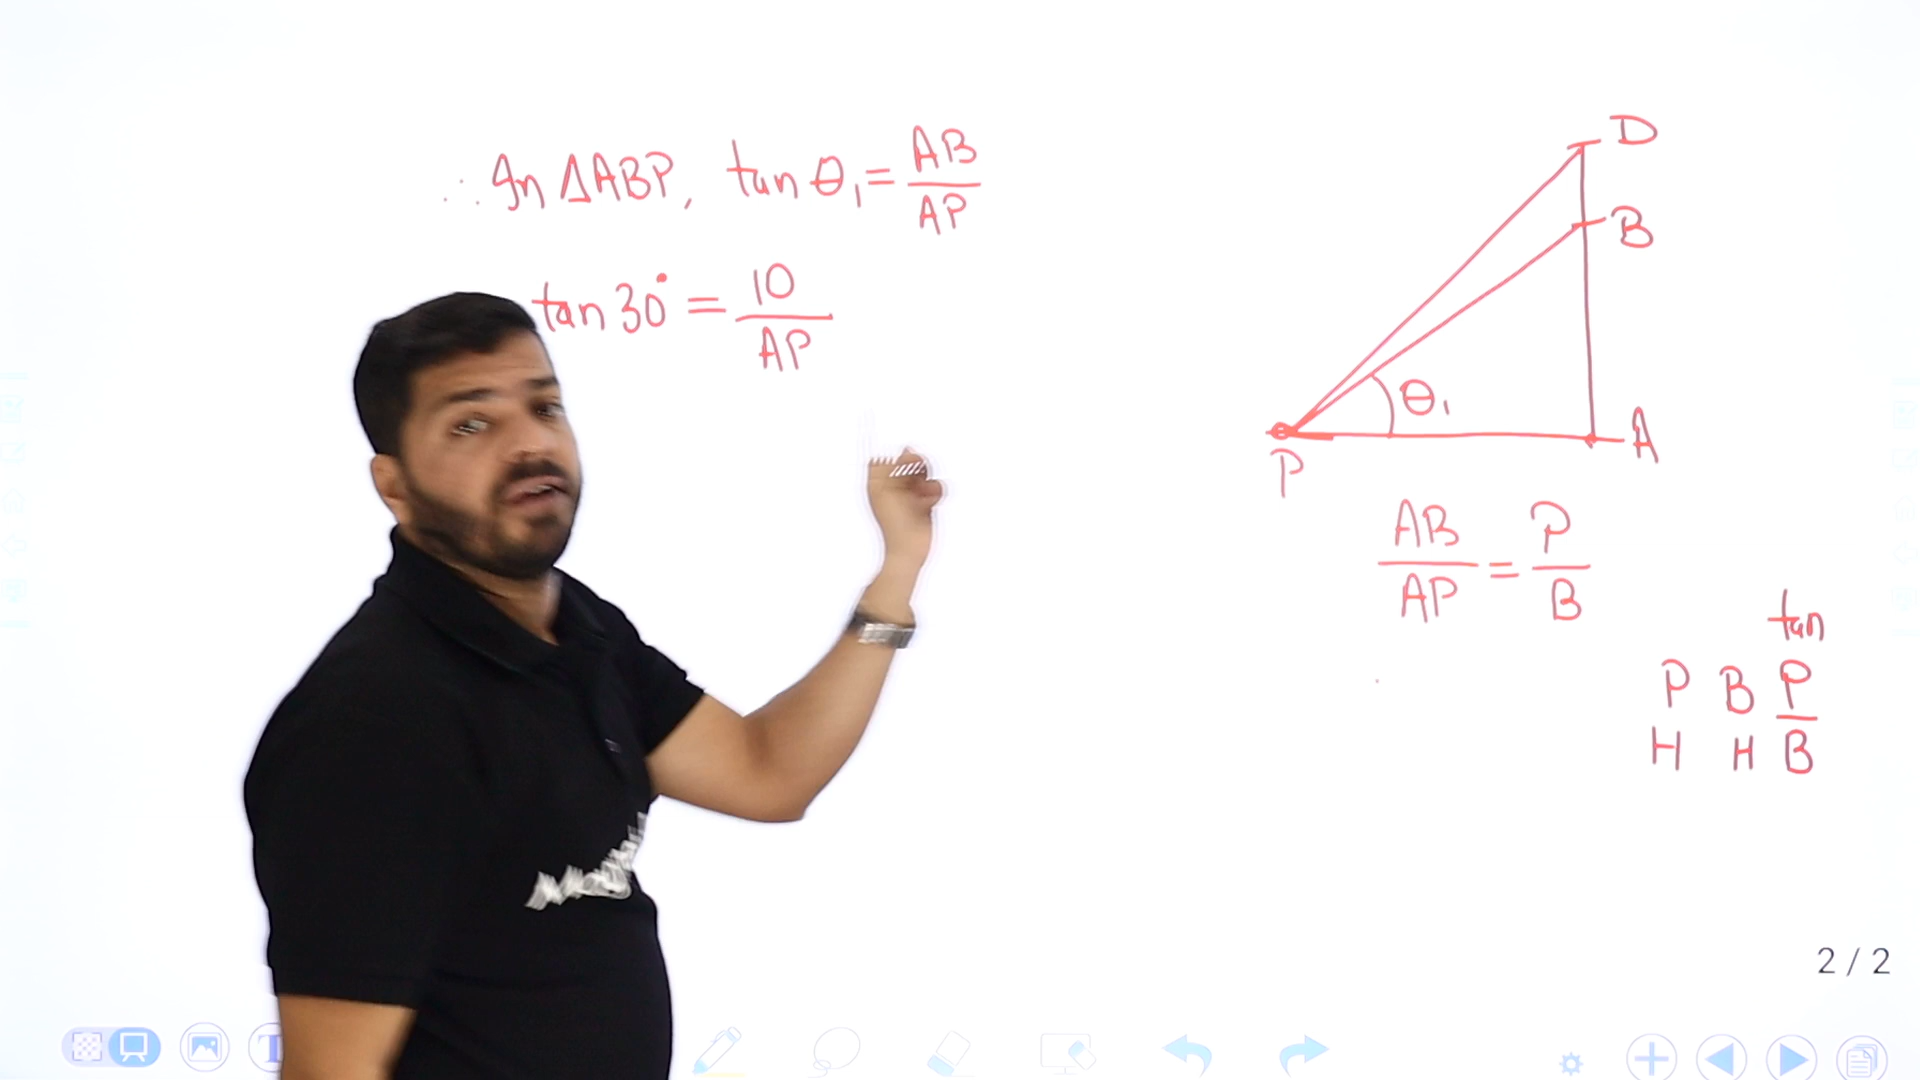 ∴ In ΔABP, tan θ₁ = AB/AP
tan 30° = 10/AP
D
B
θ₁
A
P
AB/AP = P/B
tan
P B P
H H B
2 / 2
T